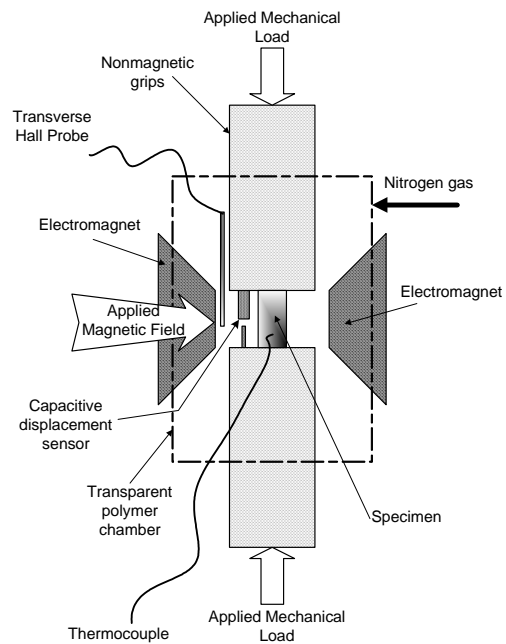 Applied Mechanical
Load
Nonmagnetic
grips
Transverse
Hall Probe
Nitrogen gas
Electromagnet
Electromagnet
Applied
Magnetic Field
Capacitive
displacement
sensor
Transparent
polymer
chamber
Specimen
Thermocouple
Applied Mechanical
Load